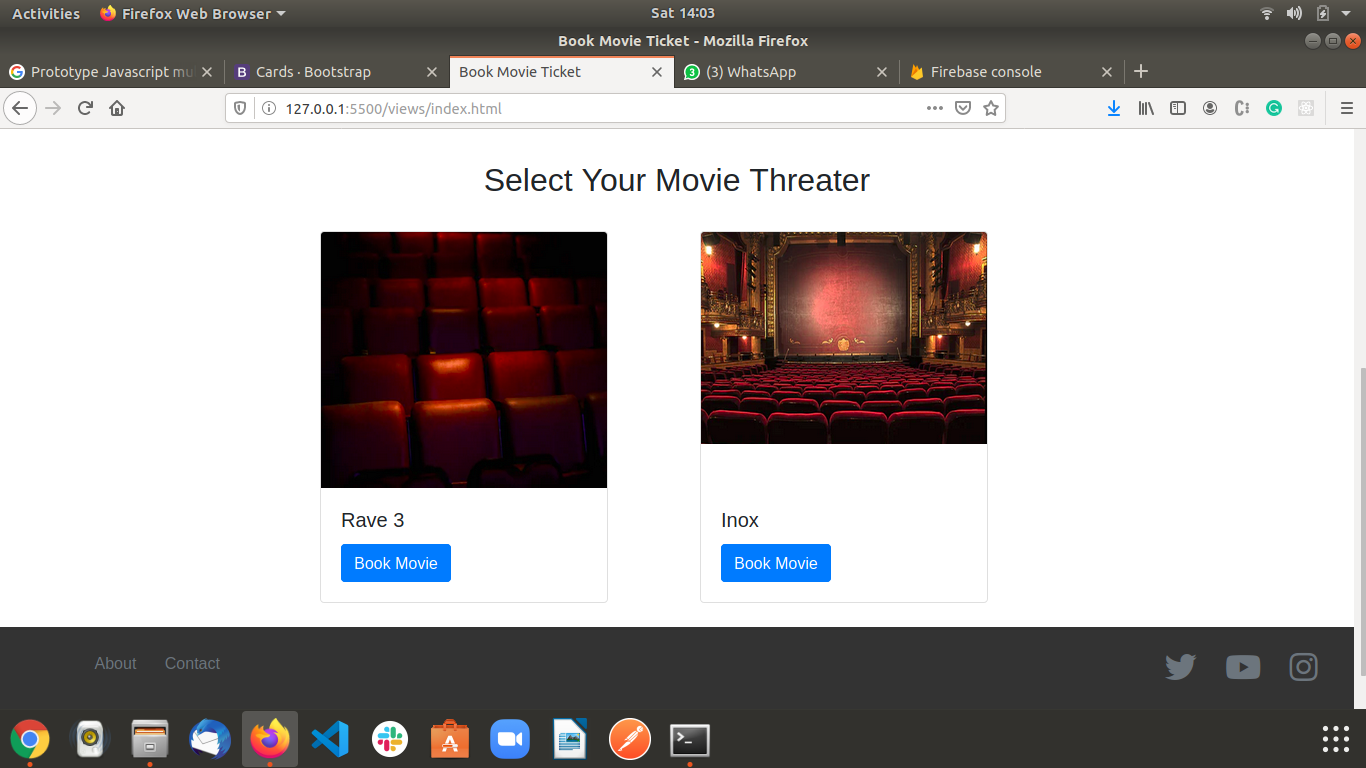 Activities Firefox Web Browser Sat 14:03
Book Movie Ticket - Mozilla Firefox
Prototype Javascript mu Cards · Bootstrap Book Movie Ticket (3) WhatsApp Firebase console
127.0.0.1:5500/views/index.html
Select Your Movie Threater
Rave 3 Inox
Book Movie Book Movie
About Contact